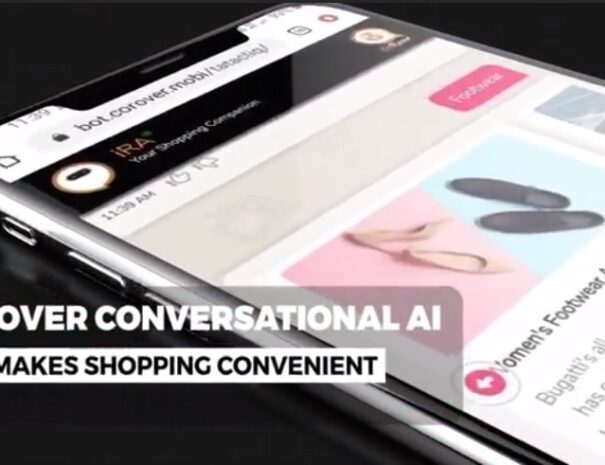 11:39
bot.corover.mobi/tatacliq/
iRA
Your Shopping Companion
11:39 AM
Footwear
OVER CONVERSATIONAL AI
MAKES SHOPPING CONVENIENT
Women's Footwear
Bugatti's all
has